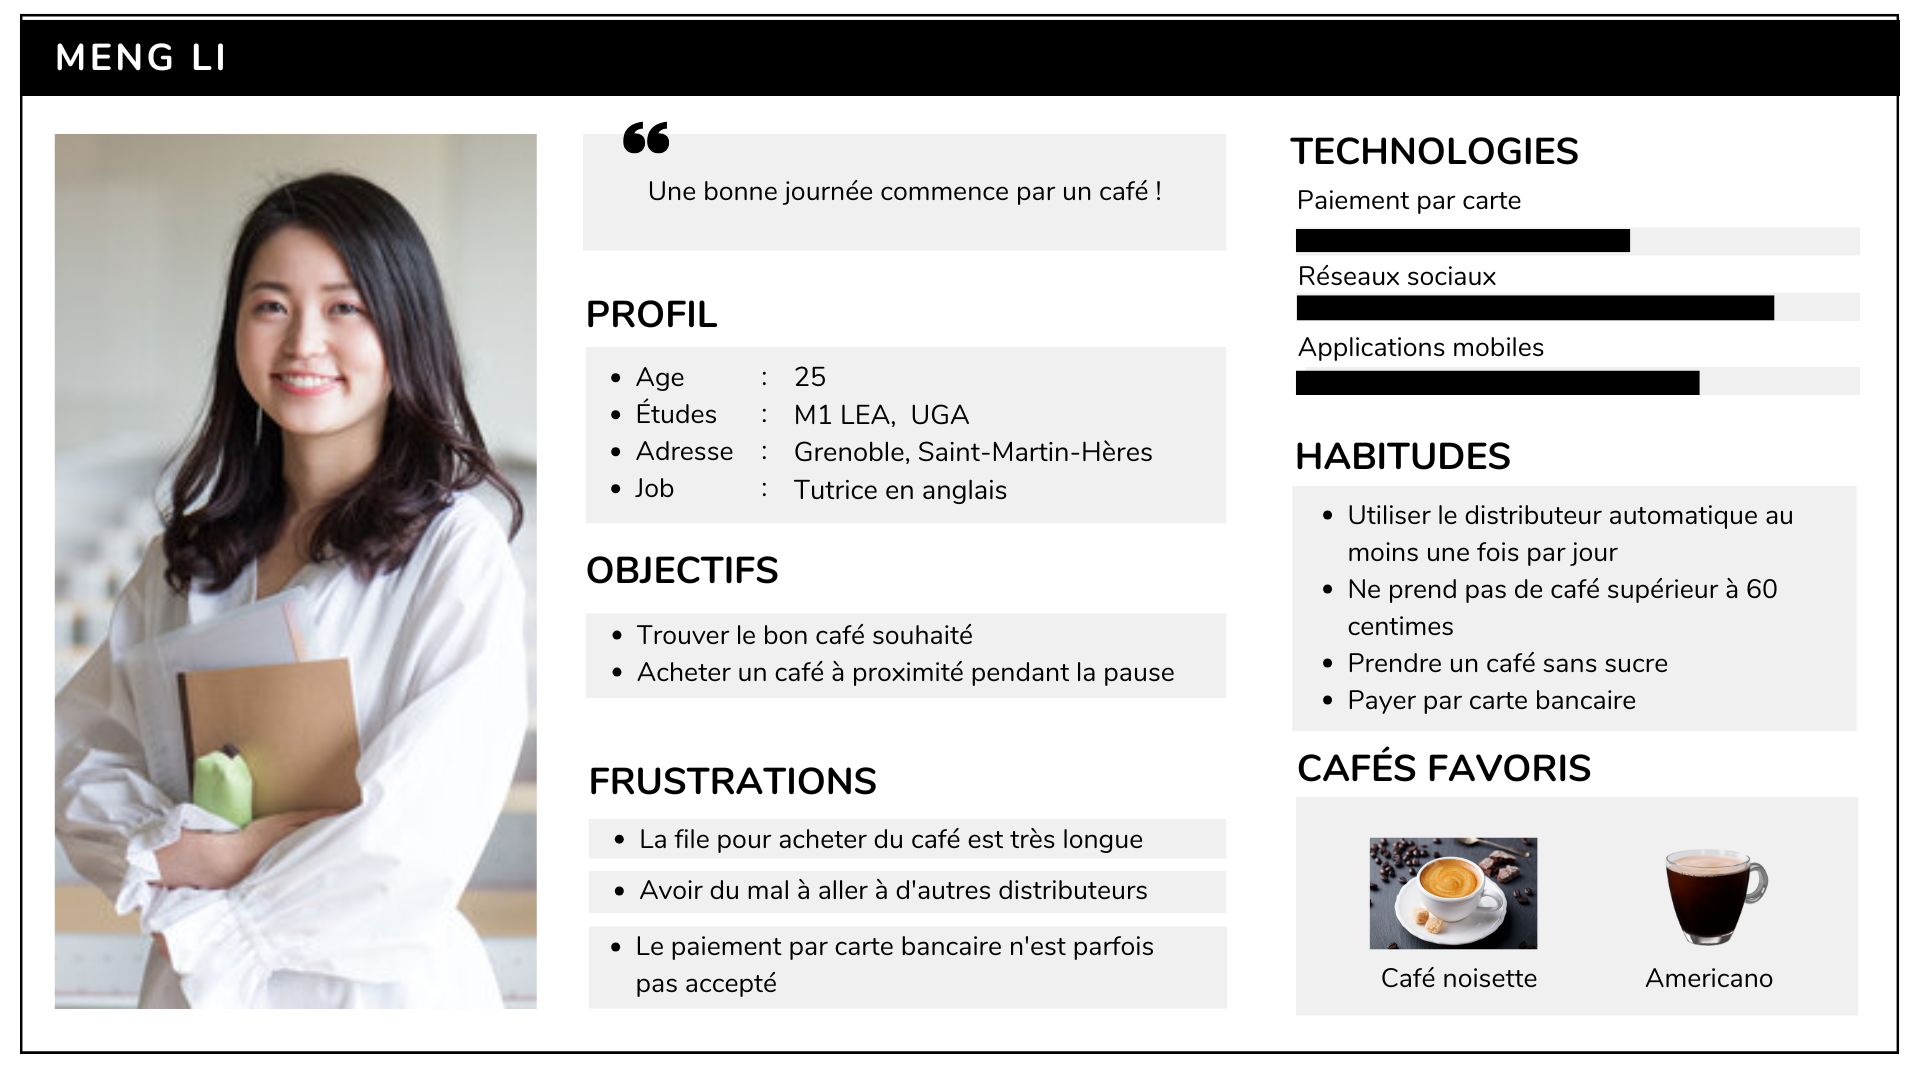 MENG LI
“
Une bonne journée commence par un café !
PROFIL
• Age : 25
• Études : M1 LEA, UGA
• Adresse : Grenoble, Saint-Martin-Hères
• Job : Tutrice en anglais
OBJECTIFS
• Trouver le bon café souhaité
• Acheter un café à proximité pendant la pause
FRUSTRATIONS
• La file pour acheter du café est très longue
• Avoir du mal à aller à d'autres distributeurs
• Le paiement par carte bancaire n'est parfois
pas accepté
TECHNOLOGIES
Paiement par carte
Réseaux sociaux
Applications mobiles
HABITUDES
• Utiliser le distributeur automatique au
moins une fois par jour
• Ne prend pas de café supérieur à 60
centimes
• Prendre un café sans sucre
• Payer par carte bancaire
CAFÉS FAVORIS
Café noisette
Americano